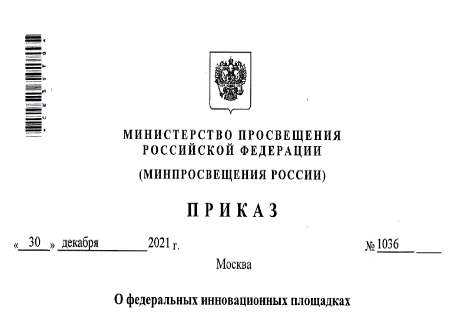 МИНИСТЕРСТВО ПРОСВЕЩЕНИЯ
РОССИЙСКОЙ ФЕДЕРАЦИИ
(МИНПРОСВЕЩЕНИЯ РОССИИ)
ПРИКАЗ
« 30 » декабря 2021 г. № 1036
Москва
О федеральных инновационных площадках